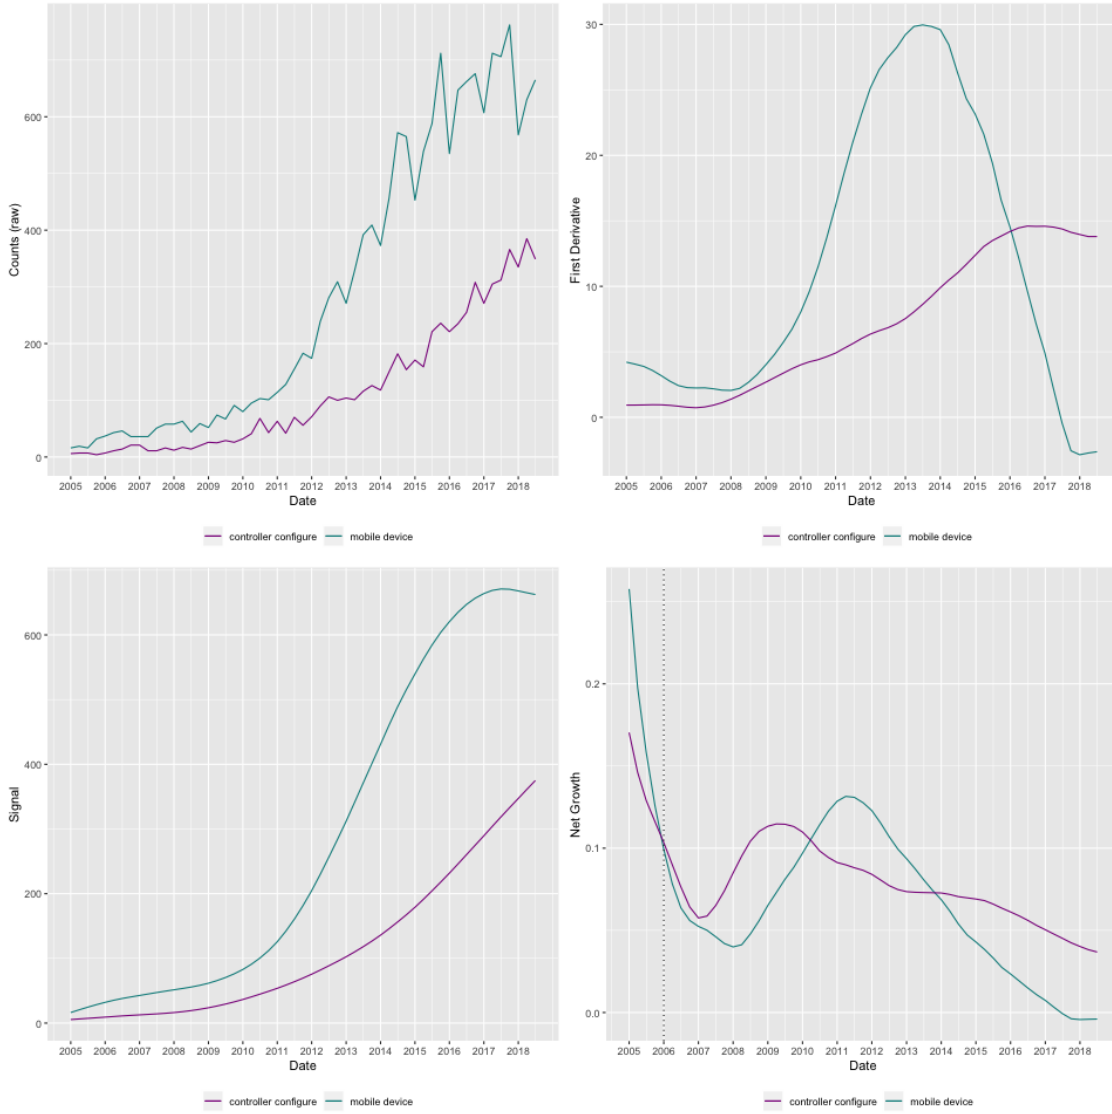 Counts (raw)
600
400
200
0
2005 2006 2007 2008 2009 2010 2011 2012 2013 2014 2015 2016 2017 2018
Date
controller configure mobile device
First Derivative
30
20
10
0
2005 2006 2007 2008 2009 2010 2011 2012 2013 2014 2015 2016 2017 2018
Date
controller configure mobile device
Signal
600
400
200
0
2005 2006 2007 2008 2009 2010 2011 2012 2013 2014 2015 2016 2017 2018
Date
controller configure mobile device
Net Growth
0.2
0.1
0.0
2005 2006 2007 2008 2009 2010 2011 2012 2013 2014 2015 2016 2017 2018
Date
controller configure mobile device